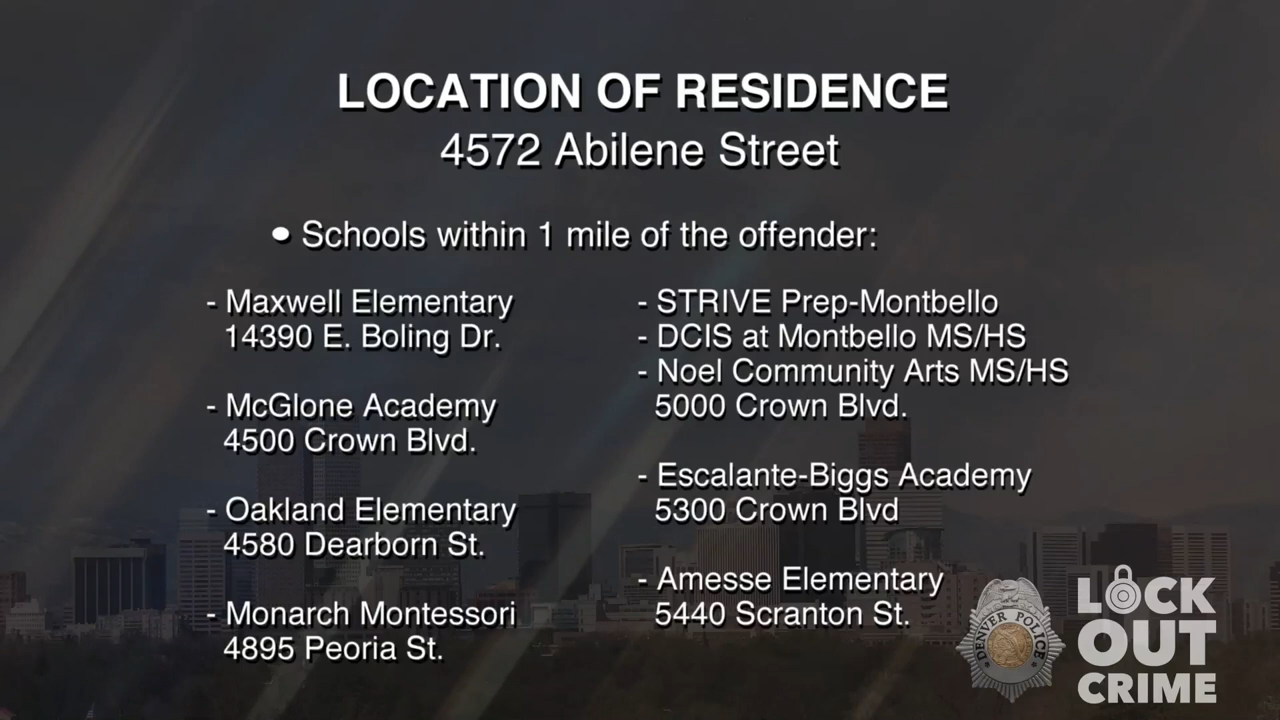 LOCATION OF RESIDENCE
4572 Abilene Street
• Schools within 1 mile of the offender:
- Maxwell Elementary
14390 E. Boling Dr.
- McGlone Academy
4500 Crown Blvd.
- Oakland Elementary
4580 Dearborn St.
- Monarch Montessori
4895 Peoria St.
- STRIVE Prep-Montbello
- DCIS at Montbello MS/HS
- Noel Community Arts MS/HS
5000 Crown Blvd.
- Escalante-Biggs Academy
5300 Crown Blvd
- Amesse Elementary
5440 Scranton St.
DENVER POLICE
LOCK
OUT
CRIME